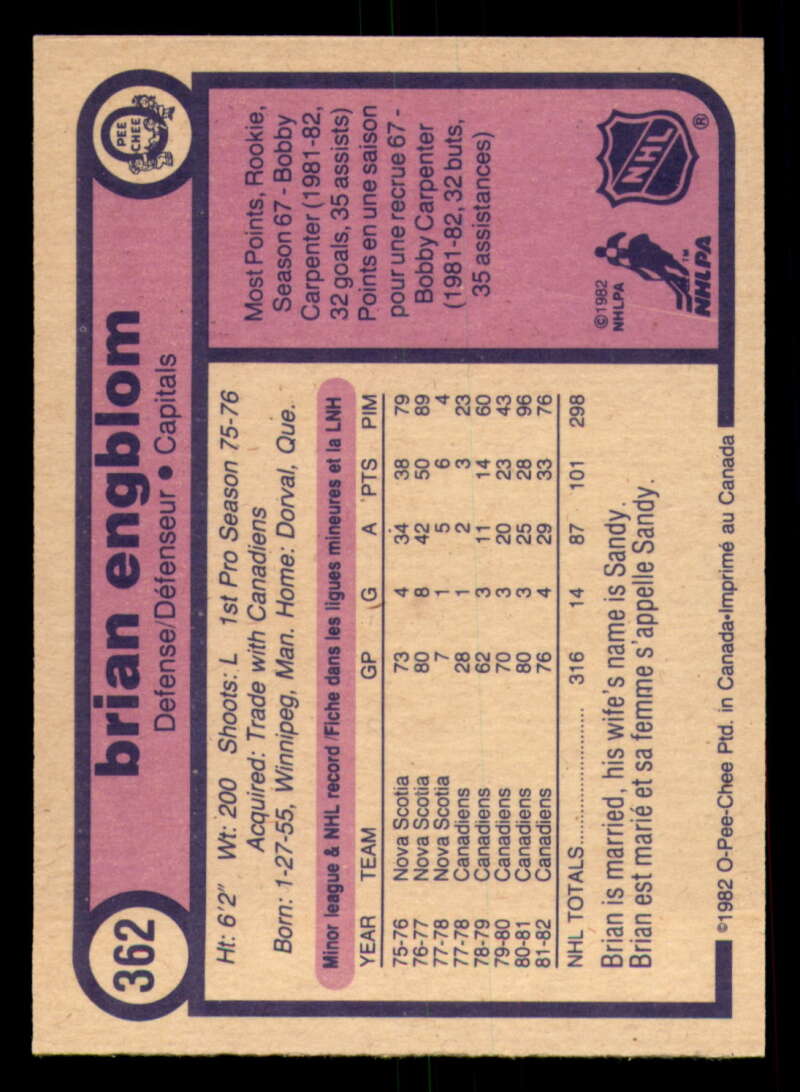 362
brian engblom
Defense/Défenseur • Capitals
O PEE CHEE
Ht: 6'2" Wt: 200 Shoots: L 1st Pro Season 75-76
Acquired: Trade with Canadiens
Born: 1-27-55, Winnipeg, Man. Home: Dorval, Que.
Minor league & NHL record/Fiche dans les ligues mineures et la LNH
YEAR TEAM GP G A PTS PIM
75-76 Nova Scotia 73 4 34 38 79
76-77 Nova Scotia 80 8 42 50 89
77-78 Nova Scotia 7 1 5 6 4
77-78 Canadiens 28 1 2 3 23
78-79 Canadiens 62 3 11 14 60
79-80 Canadiens 70 3 20 23 43
80-81 Canadiens 80 3 25 28 96
81-82 Canadiens 76 4 29 33 76
NHL TOTALS.................. 316 14 87 101 298
Brian is married, his wife's name is Sandy.
Brian est marié et sa femme s'appelle Sandy.
Most Points, Rookie,
Season 67 - Bobby
Carpenter (1981-82,
32 goals, 35 assists)
Points en une saison
pour une recrue 67 -
Bobby Carpenter
(1981-82, 32 buts,
35 assistances)
©1982
NHLPA
NHLPA
TM
NHL
®
©1982 O-Pee-Chee Ptd. in Canada•Imprimé au Canada